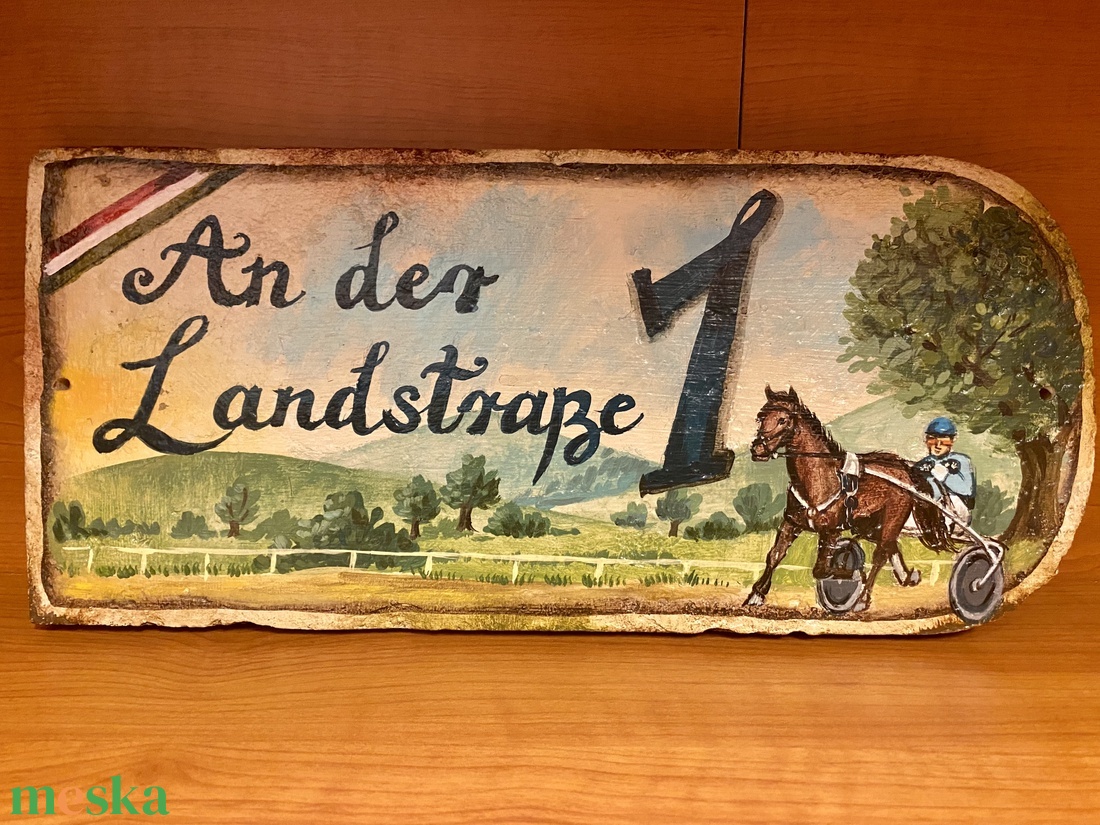 An der
Landstraße
1
meska